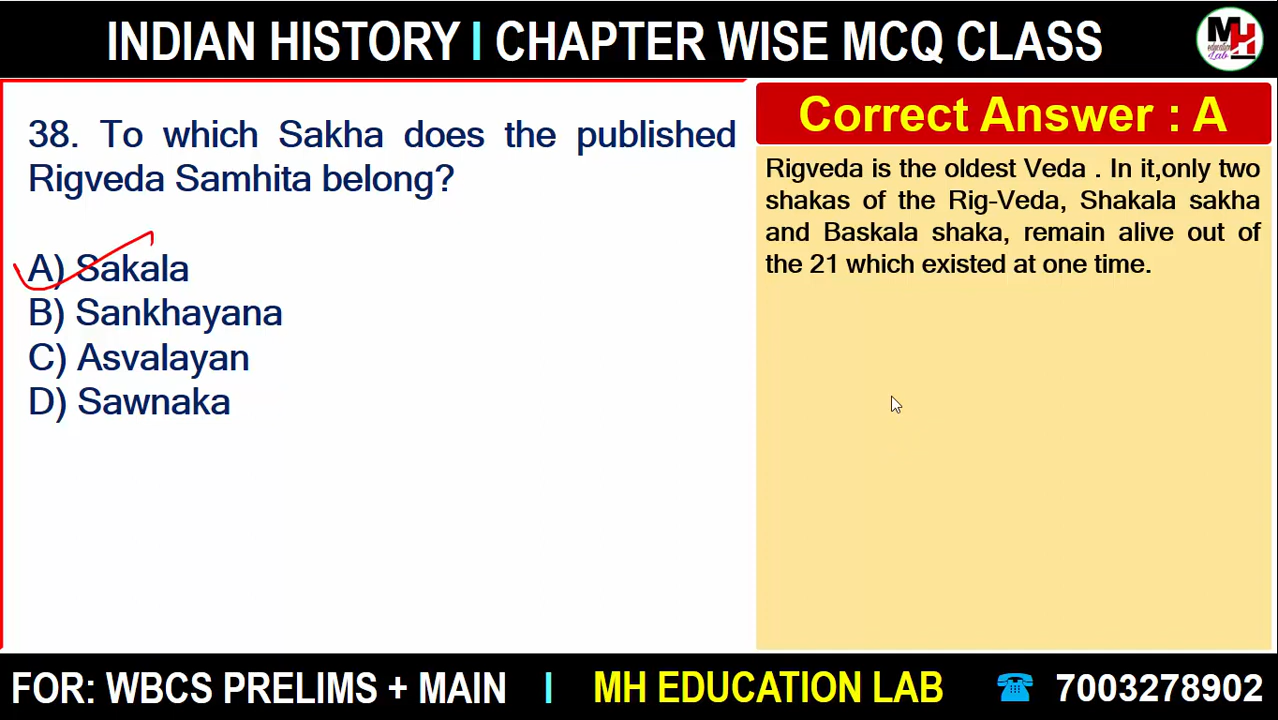 INDIAN HISTORY I CHAPTER WISE MCQ CLASS
MH
education
Lab
38. To which Sakha does the published
Rigveda Samhita belong?
A) Sakala
B) Sankhayana
C) Asvalayan
D) Sawnaka
Correct Answer : A
Rigveda is the oldest Veda . In it,only two
shakas of the Rig-Veda, Shakala sakha
and Baskala shaka, remain alive out of
the 21 which existed at one time.
FOR: WBCS PRELIMS + MAIN I MH EDUCATION LAB ☎ 7003278902